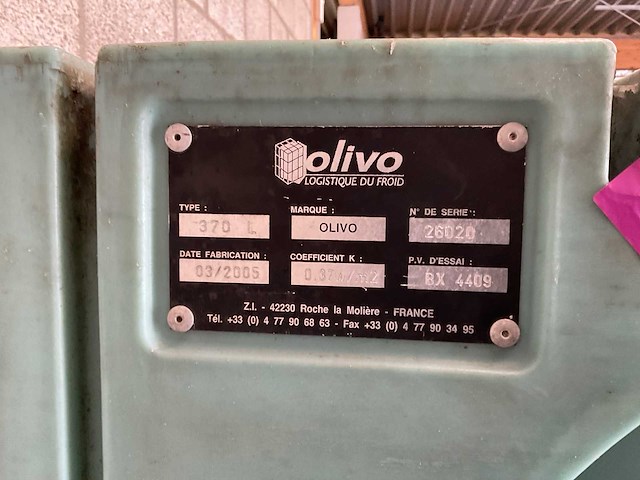 olivo
LOGISTIQUE DU FROID
TYPE : MARQUE : N° DE SERIE :
370 L OLIVO 26020
DATE FABRICATION : COEFFICIENT K : P.V. D'ESSAI :
03/2005 RX 4409
Z.I. - 42230 Roche la Molière - FRANCE
Tél. +33 (0) 4 77 90 68 63 - Fax +33 (0) 4 77 90 34 95